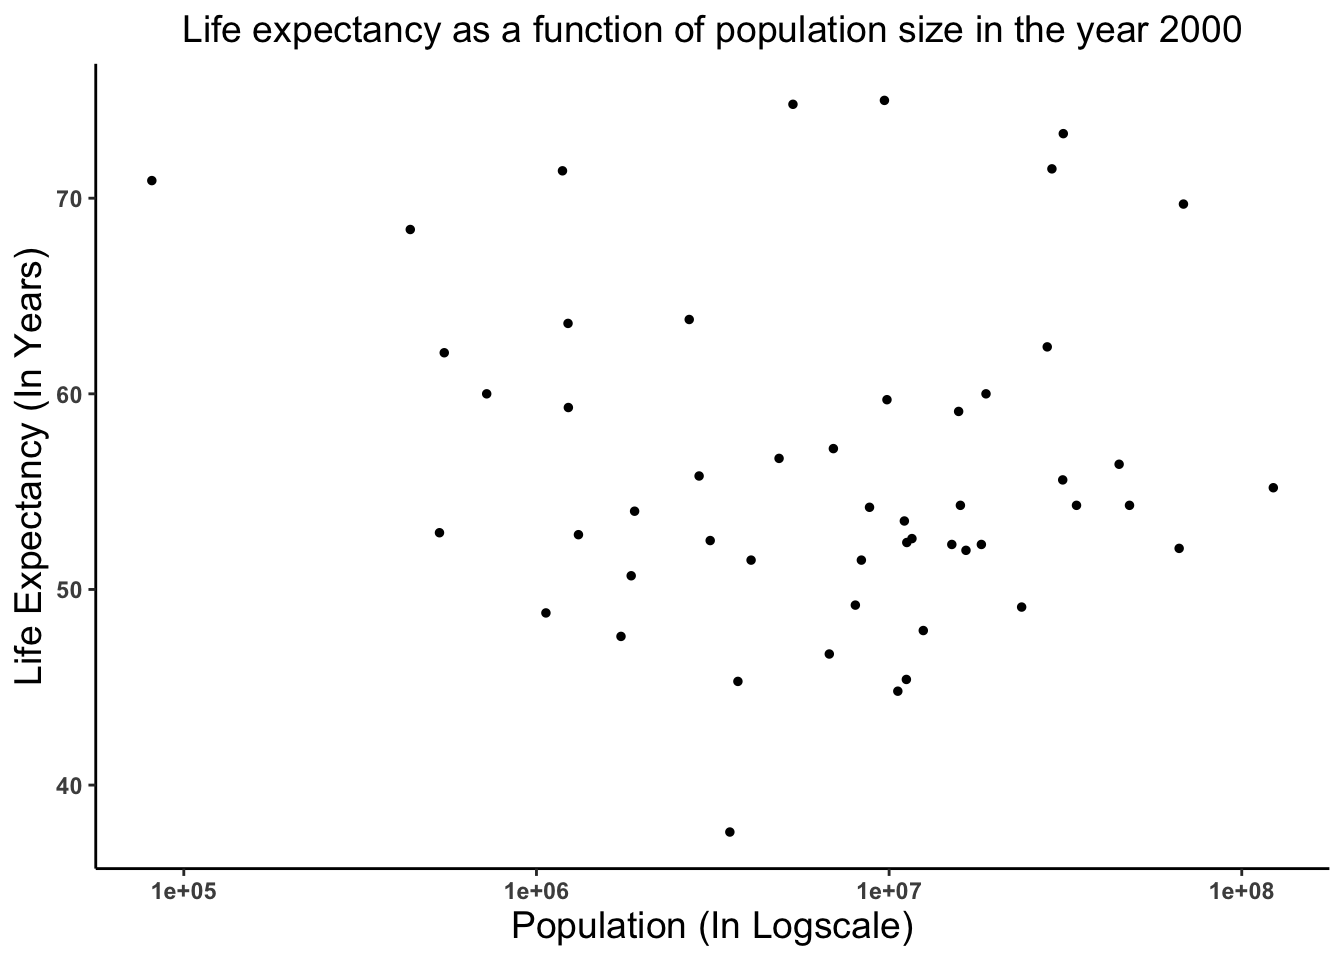 Life expectancy as a function of population size in the year 2000
Life Expectancy (In Years)
70
60
50
40
1e+05 1e+06 1e+07 1e+08
Population (In Logscale)